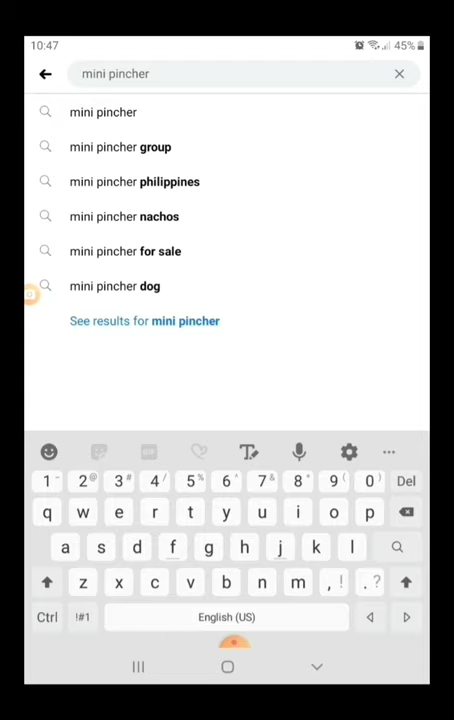 10:47 45%
mini pincher
mini pincher
mini pincher group
mini pincher philippines
mini pincher nachos
mini pincher for sale
mini pincher dog
See results for mini pincher
GIF T
1 - 2 @ 3 # 4 / 5 % 6 ^ 7 & 8 * 9 ( 0 ) Del
q w e r t y u i o p
a s d f g h j k l
z x c v b n m , ! . ?
Ctrl !#1 English (US)